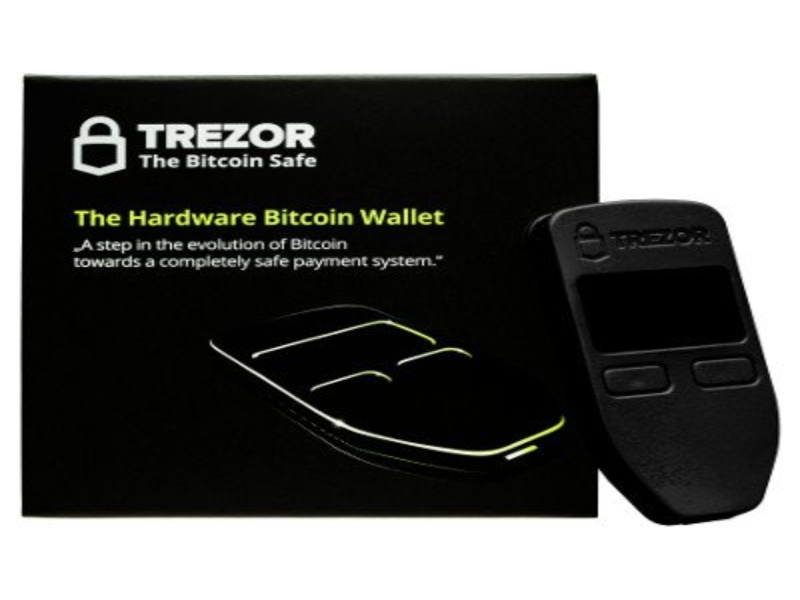 TREZOR
The Bitcoin Safe
The Hardware Bitcoin Wallet
„A step in the evolution of Bitcoin
towards a completely safe payment system.“
TREZOR